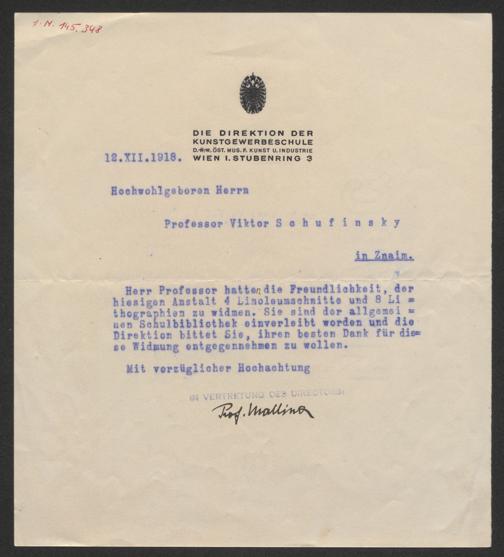 I.N. 145.348
DIE DIREKTION DER
KUNSTGEWERBESCHULE
D. K. K. ÖST. MUS. F. KUNST U. INDUSTRIE
WIEN I. STUBENRING 3
12.XII.1918.
Hochwohlgeboren Herrn
Professor Viktor Schufinsky
in Znaim.
Herr Professor hatten die Freundlichkeit, der
hiesigen Anstalt 4 Linoleumschnitte und 8 Li=
thographien zu widmen. Sie sind der allgemei=
nen Schulbibliothek einverleibt worden und die
Direktion bittet Sie, ihren besten Dank für die=
se Widmung entgegennehmen zu wollen.
Mit vorzüglicher Hochachtung
IN VERTRETUNG DES DIRECTORS:
Prof. Mallina